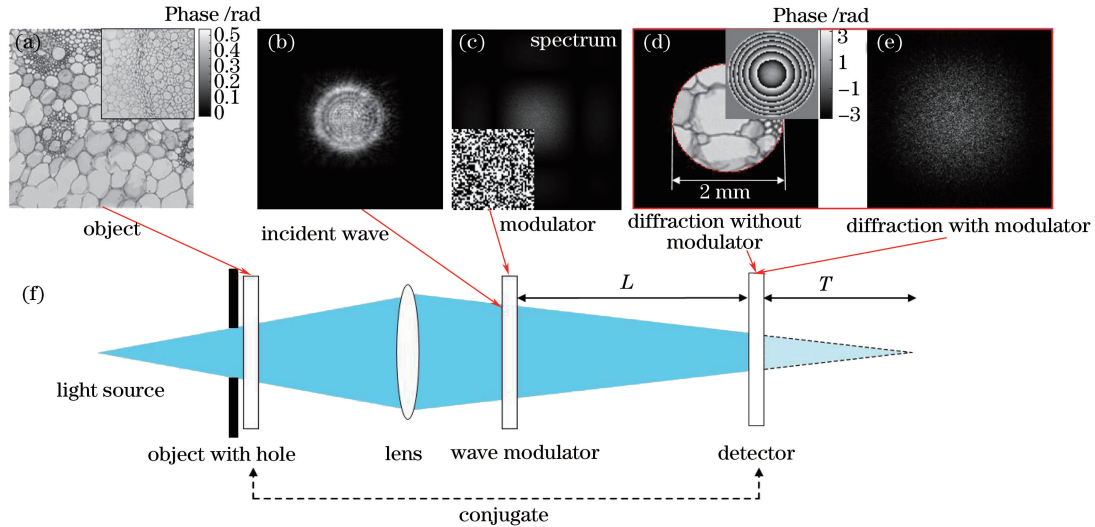 Phase /rad
Phase /rad
(a)
0.5
0.4
0.3
0.2
0.1
0
(b)
(c)
spectrum
(d)
3
1
−1
−3
(e)
2 mm
object
incident wave
modulator
diffraction without
modulator
diffraction with modulator
(f)
L
T
light source
object with hole
lens
wave modulator
detector
conjugate